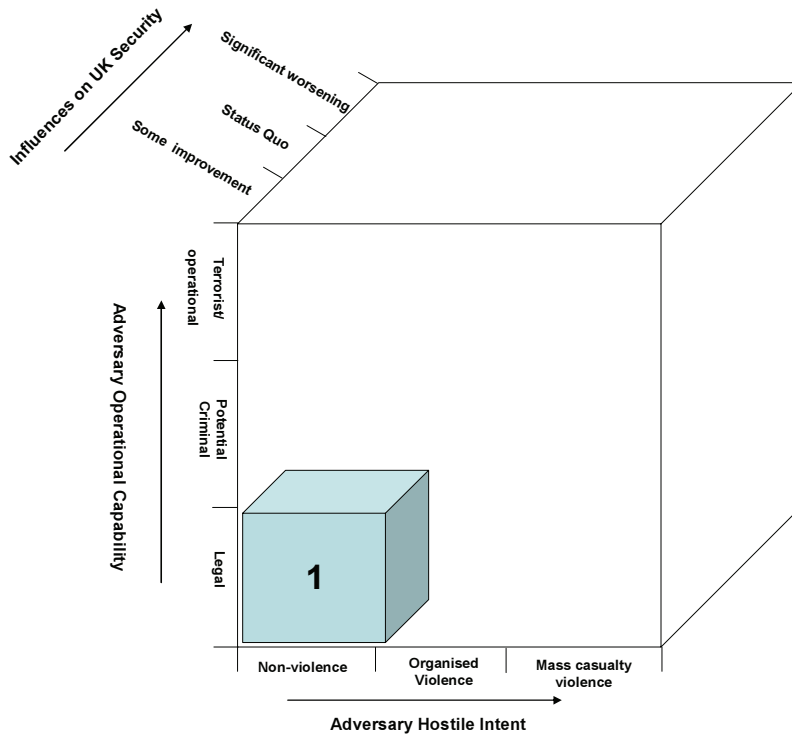 Influences on UK Security
Significant worsening
Status Quo
Some improvement
Adversary Operational Capability
Terrorist/
operational
Potential
Criminal
Legal
1
Non-violence
Organised
Violence
Mass casualty
violence
Adversary Hostile Intent